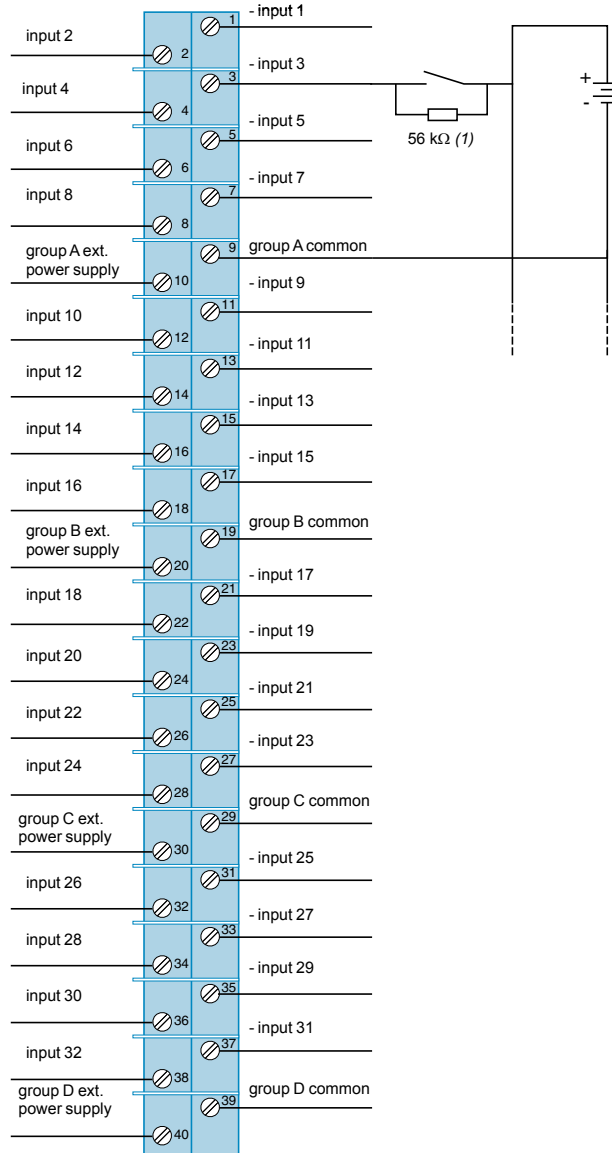 - input 1
input 2
1
2
- input 3
input 4
3
4
- input 5
56 kΩ (1)
+
-
input 6
5
6
- input 7
input 8
7
8
group A common
group A ext.
power supply
9
10
- input 9
input 10
11
12
- input 11
input 12
13
14
- input 13
input 14
15
16
- input 15
input 16
17
18
group B common
group B ext.
power supply
19
20
- input 17
input 18
21
22
- input 19
input 20
23
24
- input 21
input 22
25
26
- input 23
input 24
27
28
group C common
group C ext.
power supply
29
30
- input 25
input 26
31
32
- input 27
input 28
33
34
- input 29
input 30
35
36
- input 31
input 32
37
38
group D common
group D ext.
power supply
39
40